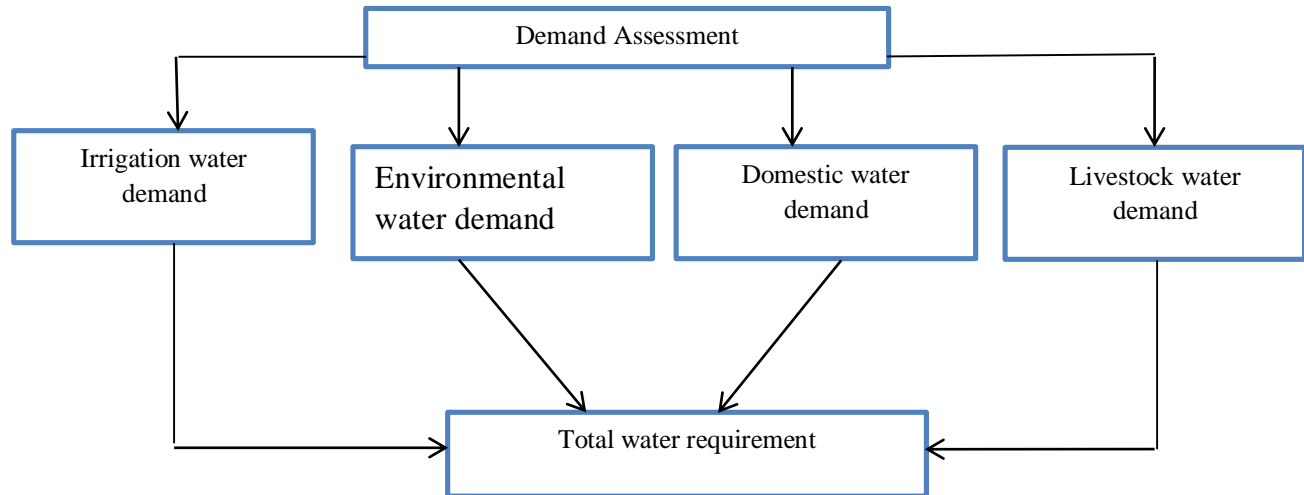 Demand Assessment
Irrigation water
demand
Environmental
water demand
Domestic water
demand
Livestock water
demand
Total water requirement